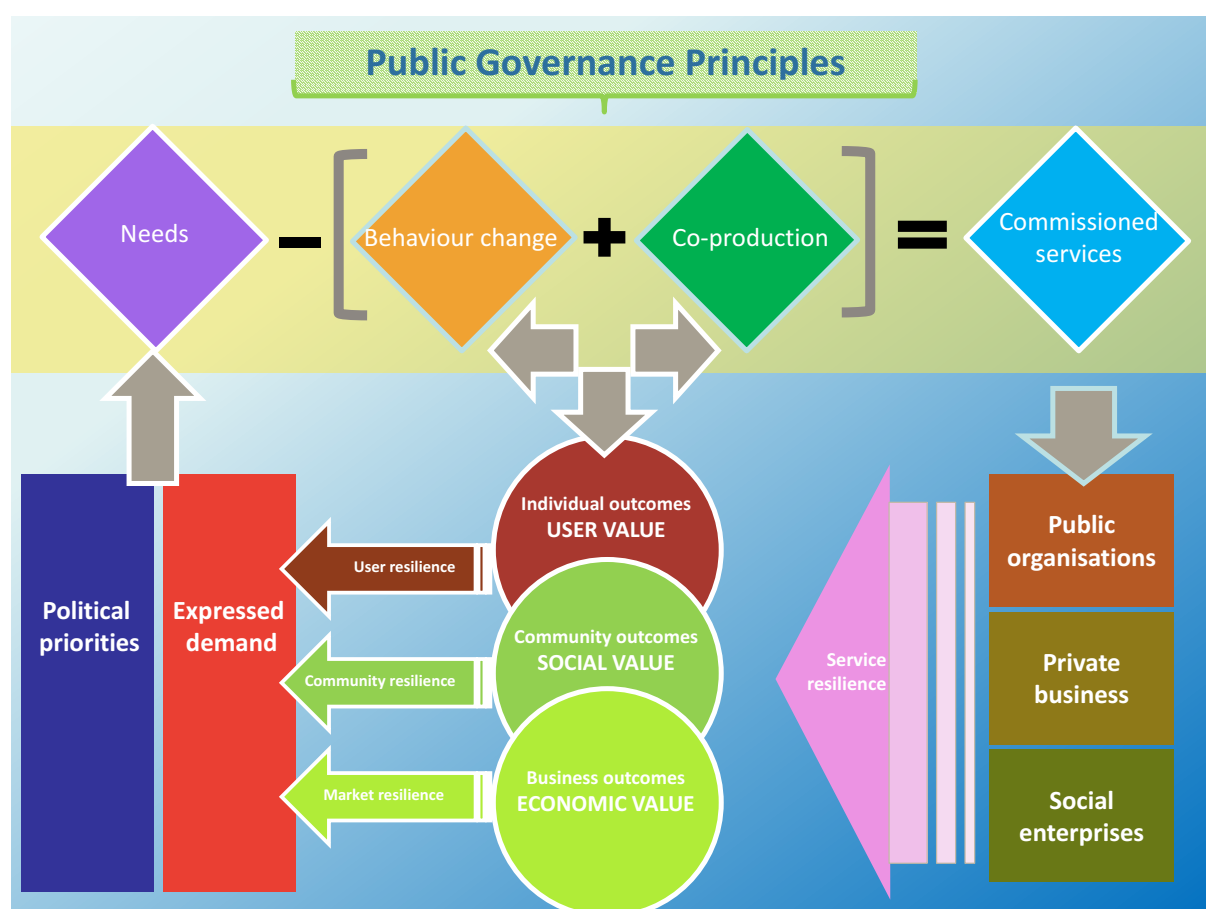 Public Governance Principles
Needs
−
[
Behaviour change
+
Co-production
]
=
Commissioned
services
Political
priorities
Expressed
demand
User resilience
Community resilience
Market resilience
Individual outcomes
USER VALUE
Community outcomes
SOCIAL VALUE
Business outcomes
ECONOMIC VALUE
Service
resilience
Public
organisations
Private
business
Social
enterprises